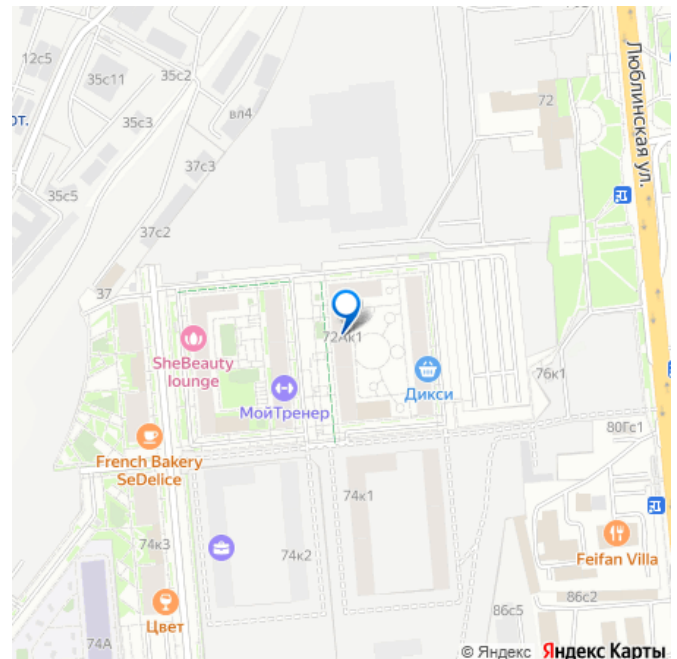 12с5
35с2
35с11
от.
35с3
вл4
72
Люблинская ул.
37с3
35с5
37с2
37
72Ак1
SheBeauty
lounge
МойТренер
Дикси
76к1
80Гс1
French Bakery
SeDelice
74к1
74к3
74к2
Feifan Villa
Цвет
86с5
86с2
74А
© Яндекс Яндекс Карты